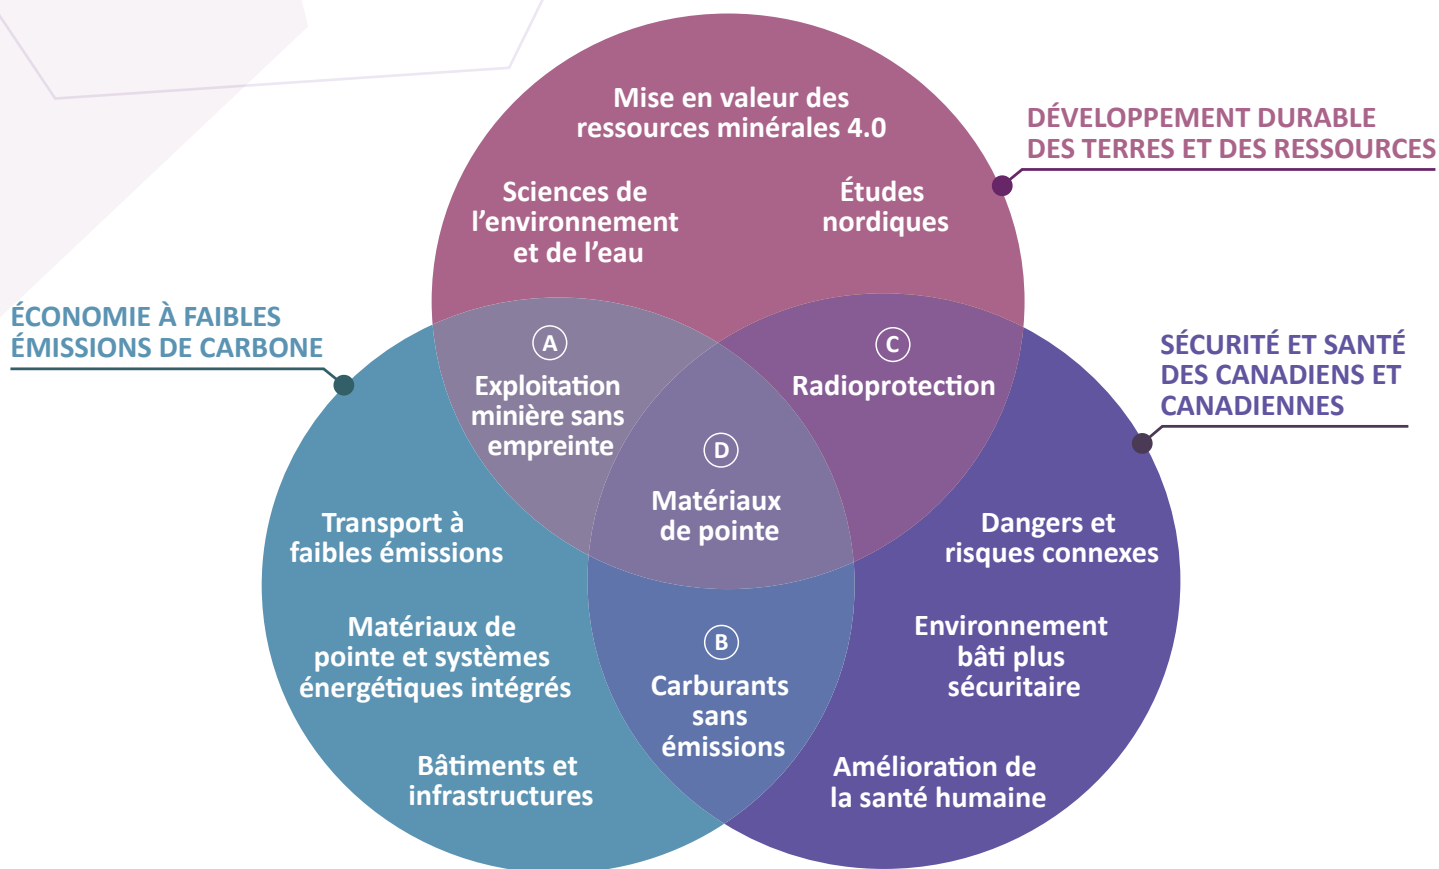 Mise en valeur des
ressources minérales 4.0
Sciences de
l’environnement
et de l’eau
Études
nordiques
DÉVELOPPEMENT DURABLE
DES TERRES ET DES RESSOURCES
ÉCONOMIE À FAIBLES
ÉMISSIONS DE CARBONE
A
Exploitation
minière sans
empreinte
C
Radioprotection
SÉCURITÉ ET SANTÉ
DES CANADIENS ET
CANADIENNES
D
Matériaux
de pointe
Transport à
faibles émissions
Matériaux de
pointe et systèmes
énergétiques intégrés
Bâtiments et
infrastructures
B
Carburants
sans
émissions
Dangers et
risques connexes
Environnement
bâti plus
sécuritaire
Amélioration de
la santé humaine